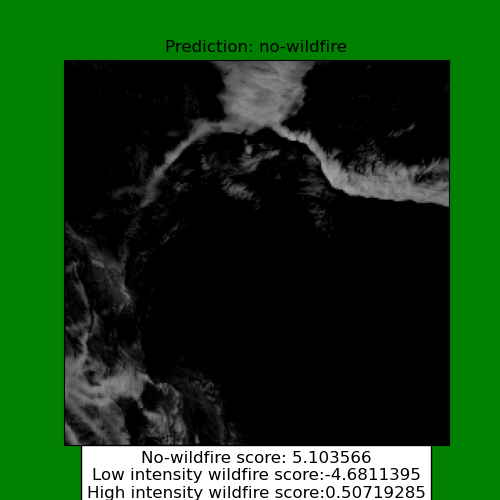 Prediction: no-wildfire
No-wildfire score: 5.103566
Low intensity wildfire score:-4.6811395
High intensity wildfire score:0.50719285